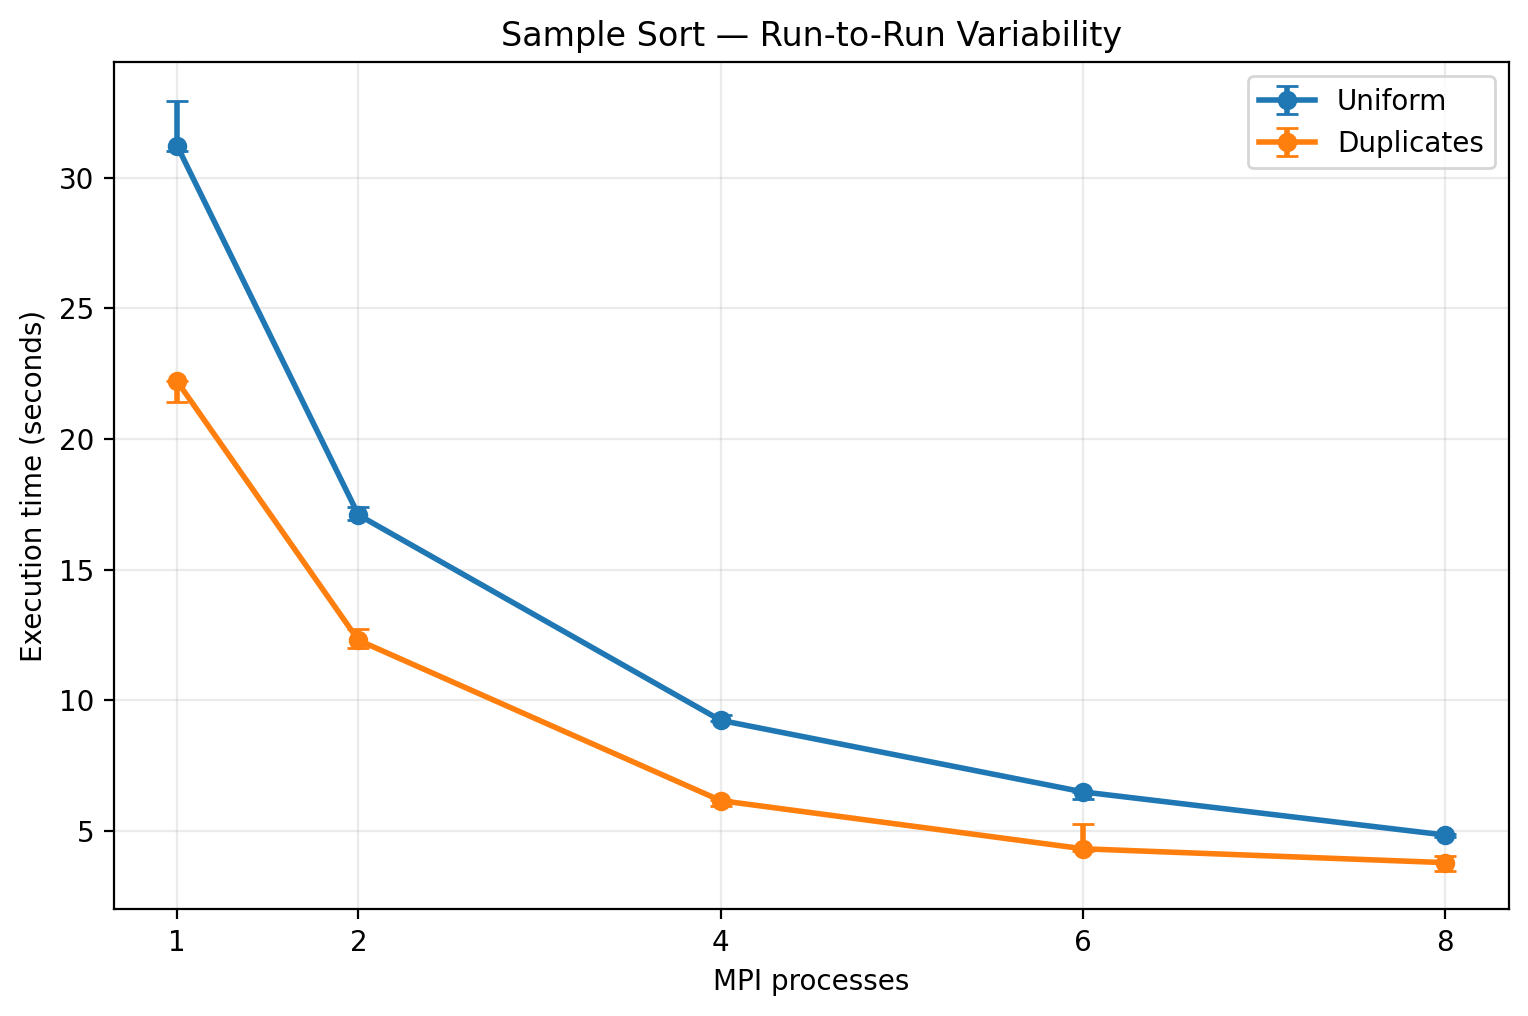 Sample Sort — Run-to-Run Variability
Uniform
Duplicates
Execution time (seconds)
30
25
20
15
10
5
1 2 4 6 8
MPI processes